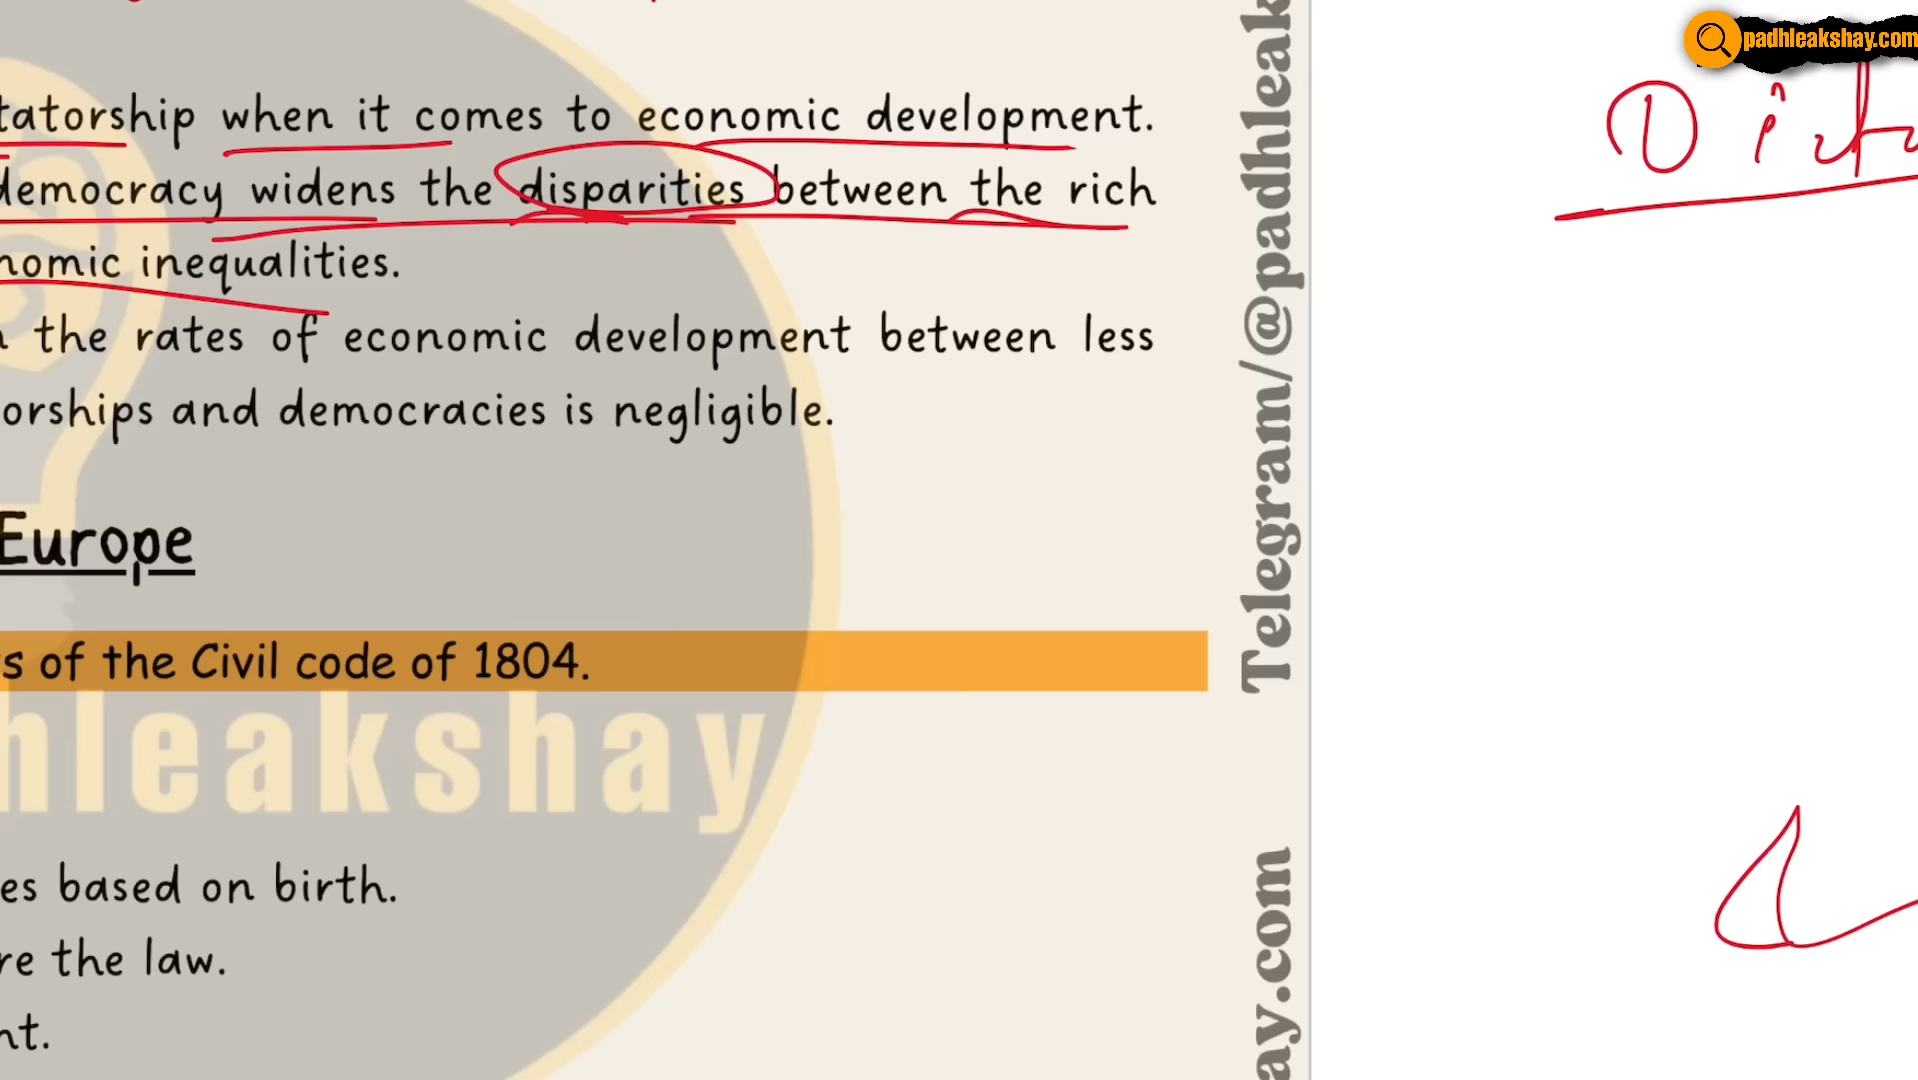 padhleakshay.com
tatorship when it comes to economic development.
democracy widens the disparities between the rich
nomic inequalities.
the rates of economic development between less
orships and democracies is negligible.
Europe
s of the Civil code of 1804.
hleakshay
es based on birth.
re the law.
nt.
Telegram/@padhleak
ay.com
Dict